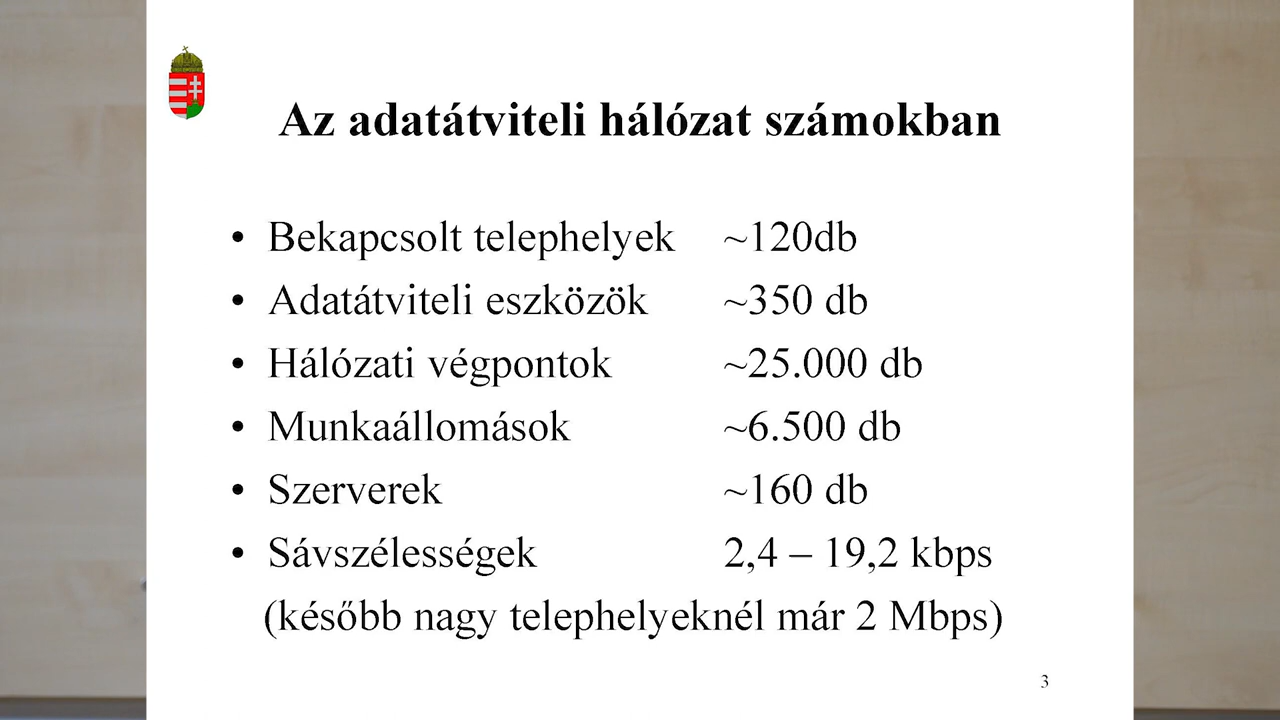 Az adatátviteli hálózat számokban
• Bekapcsolt telephelyek ~120db
• Adatátviteli eszközök ~350 db
• Hálózati végpontok ~25.000 db
• Munkaállomások ~6.500 db
• Szerverek ~160 db
• Sávszélességek 2,4 – 19,2 kbps
(később nagy telephelyeknél már 2 Mbps)
3